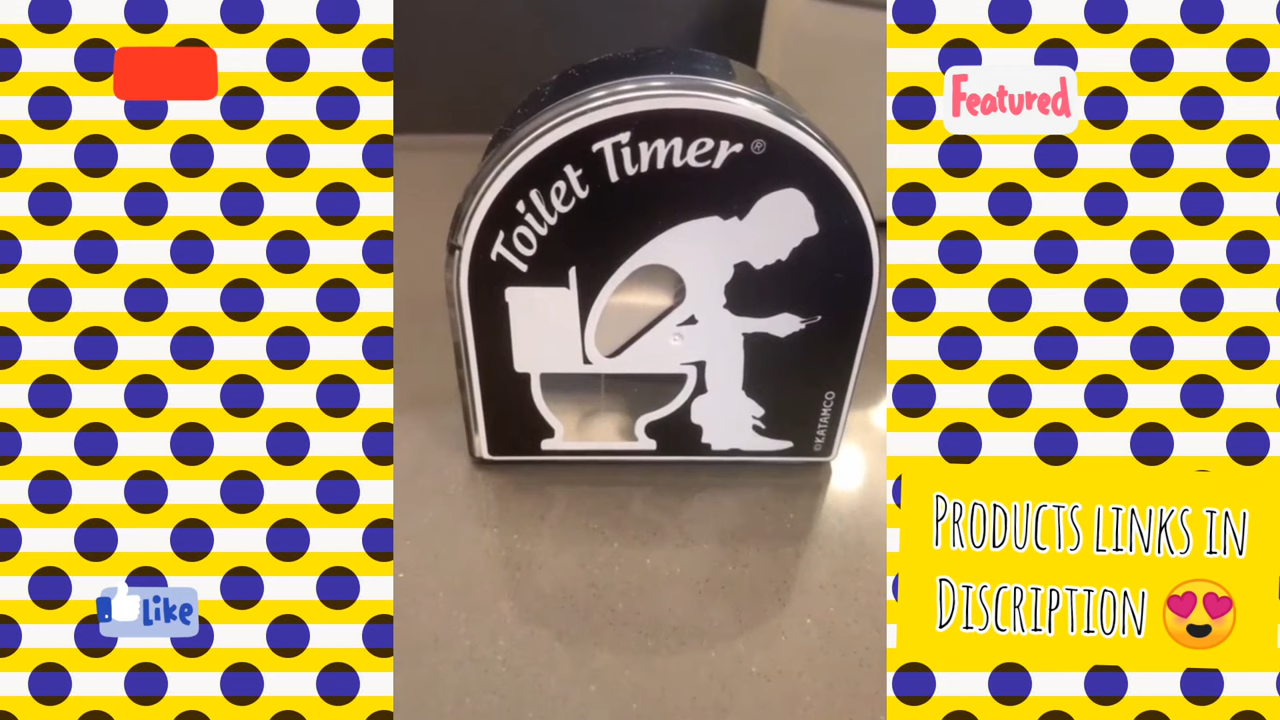 Featured
Toilet Timer®
©KATAMCO
PRODUCTS LINKS IN
DISCRIPTION 😍
Like